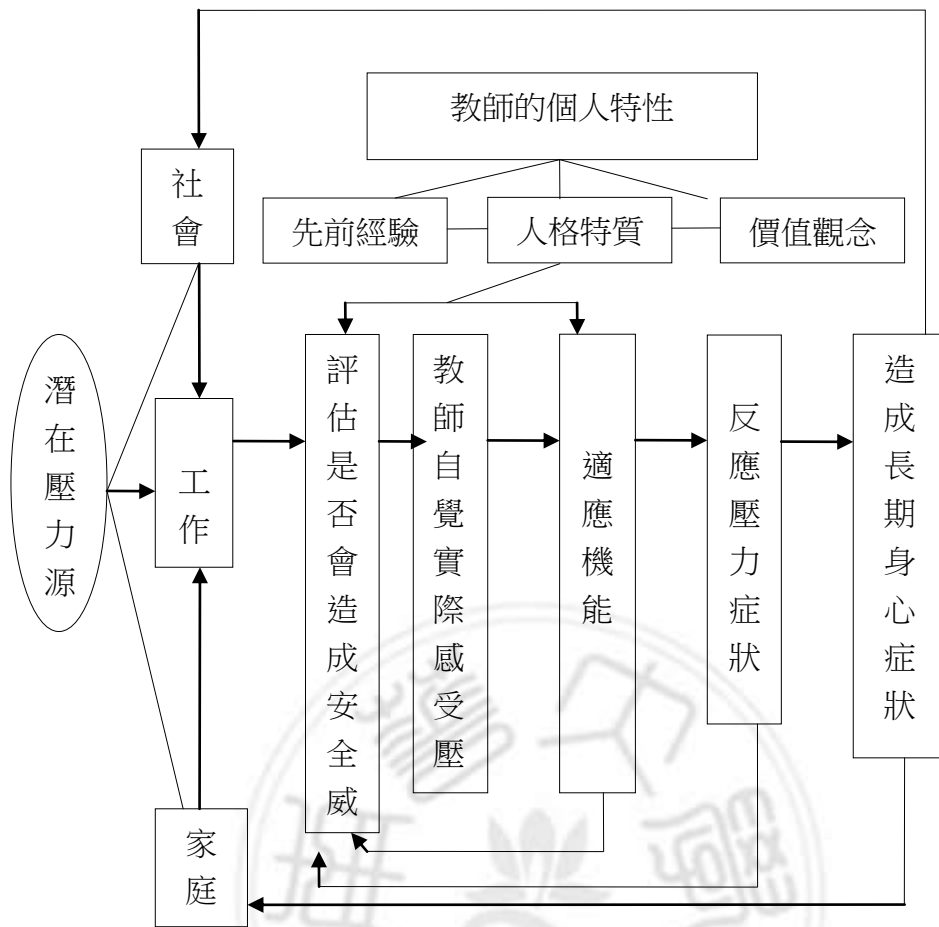 教師的個人特性
社會
先前經驗
人格特質
價值觀念
潛在壓力源
工作
評估是否會造成安全威
教師自覺實際感受壓
適應機能
反應壓力症狀
造成長期身心症狀
家庭